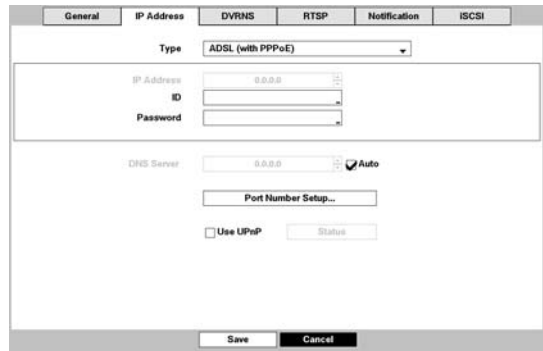 General IP Address DVRNS RTSP Notification iSCSI
Type ADSL (with PPPoE)
IP Address 0.0.0.0
ID
Password
DNS Server 0.0.0.0 Auto
Port Number Setup...
Use UPnP Status
Save Cancel